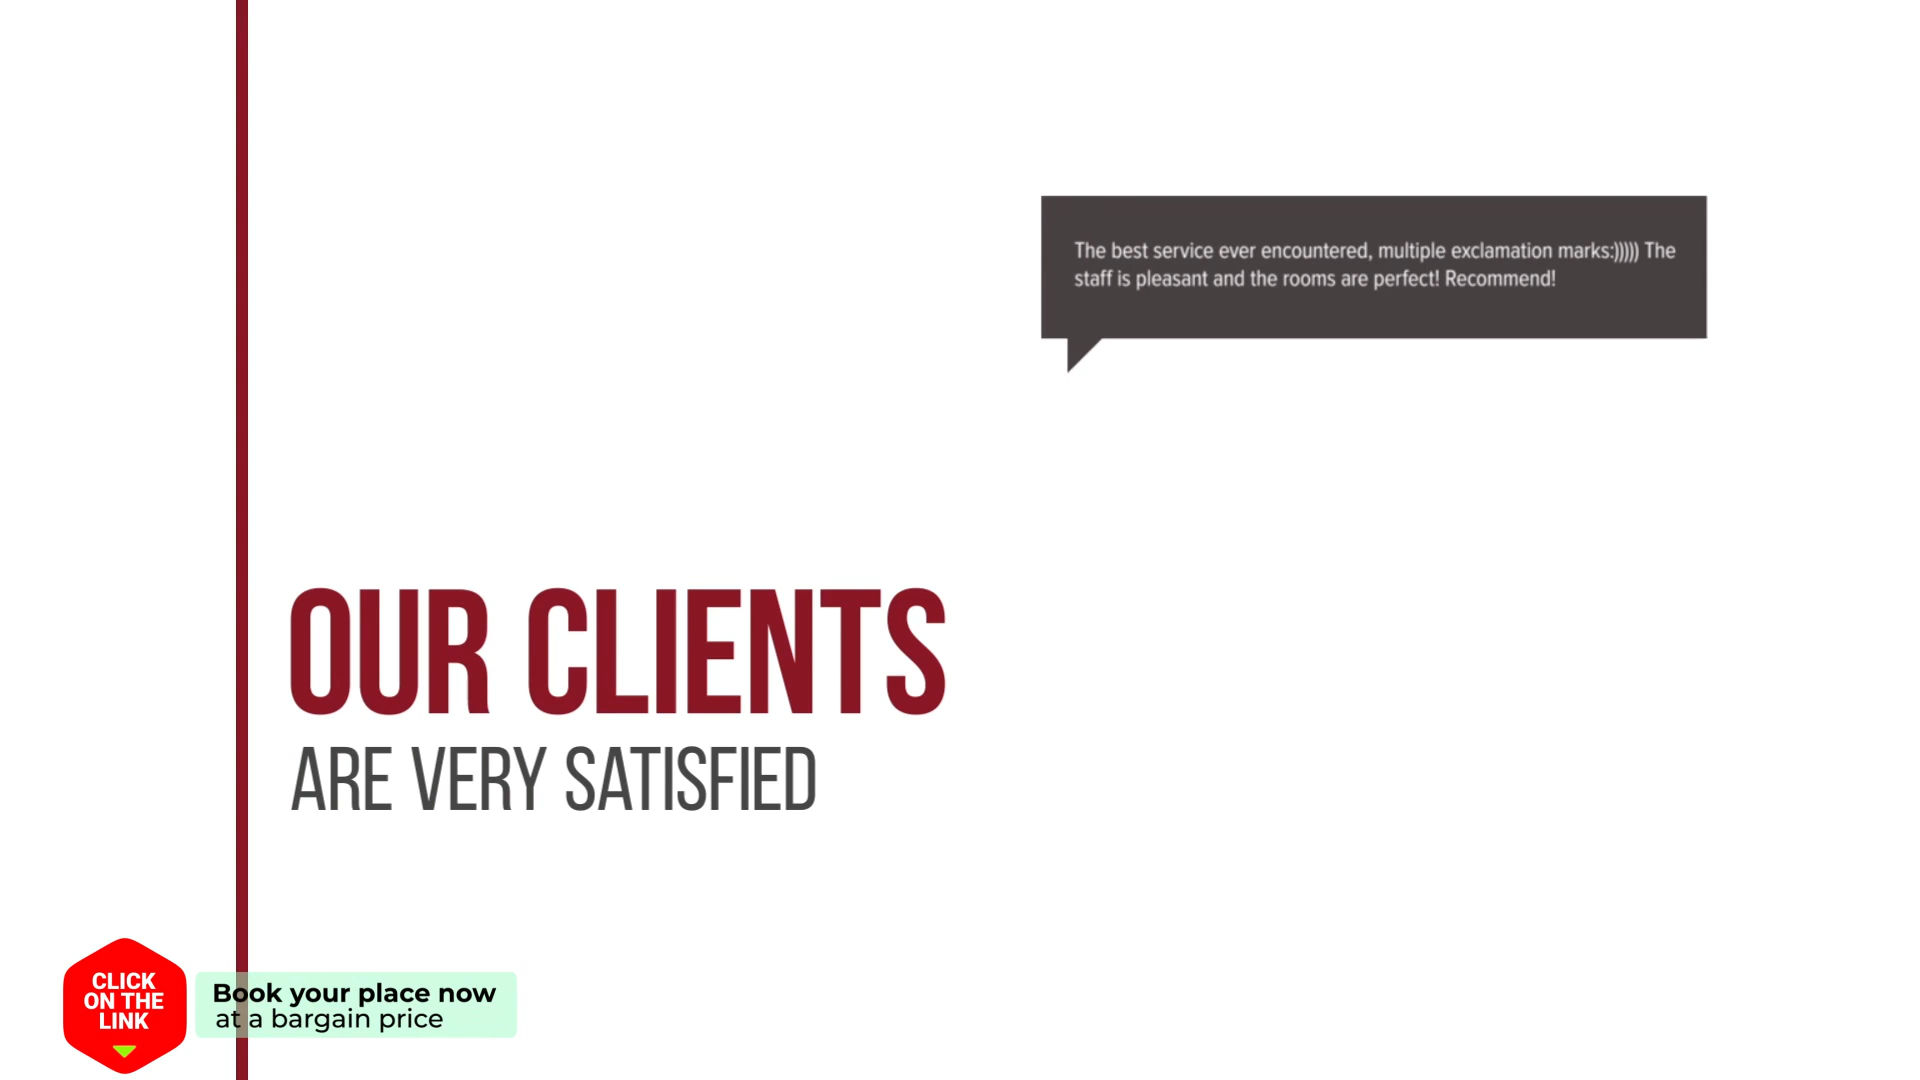 The best service ever encountered, multiple exclamation marks:))))) The
staff is pleasant and the rooms are perfect! Recommend!
OUR CLIENTS
ARE VERY SATISFIED
CLICK
ON THE
LINK
Book your place now
at a bargain price